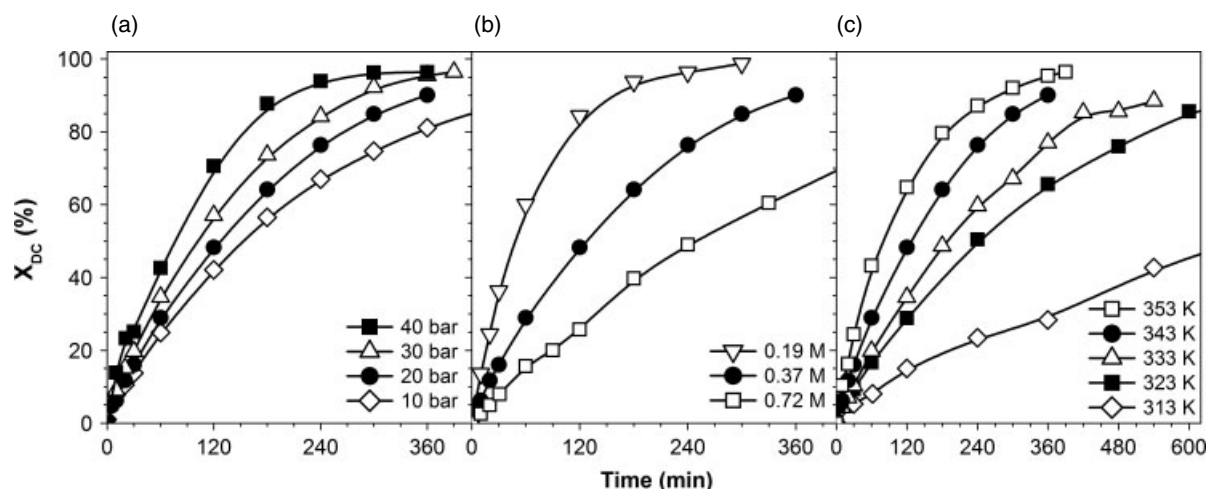 (a) (b) (c)
100
80
60
40
20
0
X_DC (%)
40 bar
30 bar
20 bar
10 bar
0.19 M
0.37 M
0.72 M
353 K
343 K
333 K
323 K
313 K
0 120 240 360 120 240 360 0 120 240 360 480 600
Time (min)